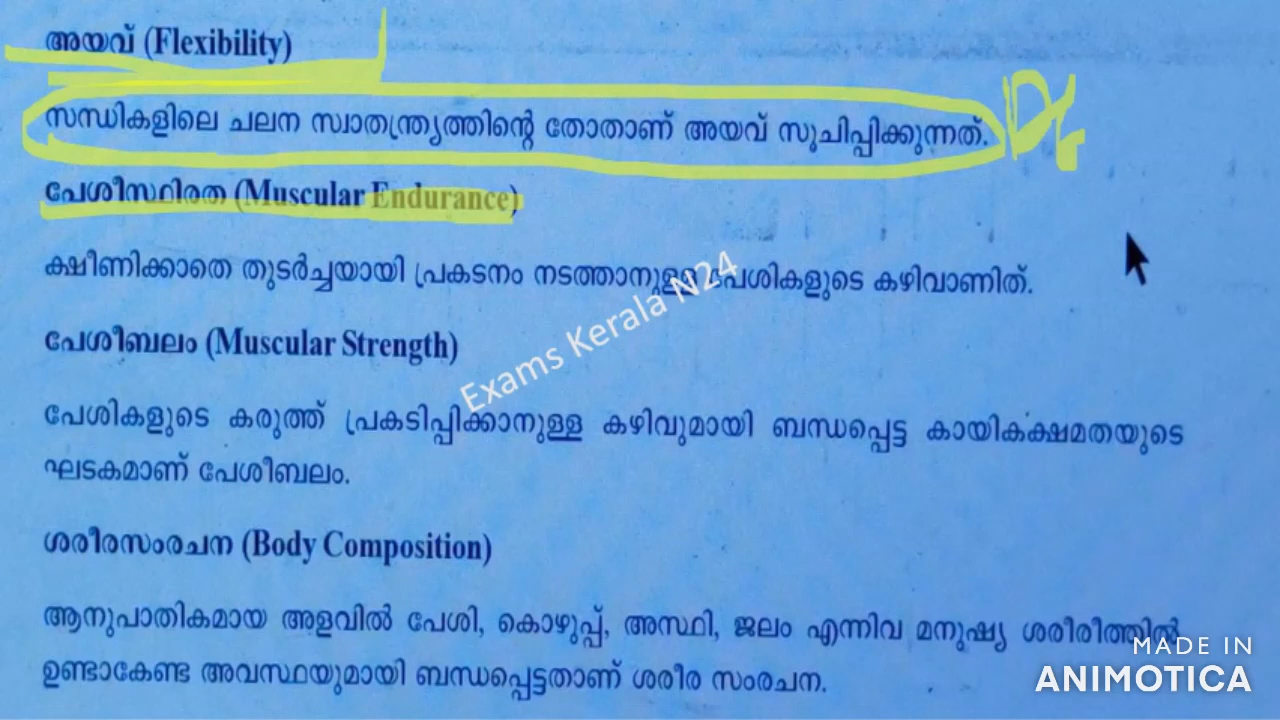 അയവ് (Flexibility)
സന്ധികളിലെ ചലന സ്വാതന്ത്ര്യത്തിന്റെ തോതാണ് അയവ് സൂചിപ്പിക്കുന്നത്.
പേശീസ്ഥിരത (Muscular Endurance)
ക്ഷീണിക്കാതെ തുടർച്ചയായി പ്രകടനം നടത്താനുള്ള പേശികളുടെ കഴിവാണിത്.
Exams Kerala N24
പേശീബലം (Muscular Strength)
പേശികളുടെ കരുത്ത് പ്രകടിപ്പിക്കാനുള്ള കഴിവുമായി ബന്ധപ്പെട്ട കായികക്ഷമതയുടെ
ഘടകമാണ് പേശീബലം.
ശരീരസംരചന (Body Composition)
ആനുപാതികമായ അളവിൽ പേശി, കൊഴുപ്പ്, അസ്ഥി, ജലം എന്നിവ മനുഷ്യ ശരീരീത്തിൽ
ഉണ്ടാകേണ്ട അവസ്ഥയുമായി ബന്ധപ്പെട്ടതാണ് ശരീര സംരചന.
MADE IN
ANIMOTICA